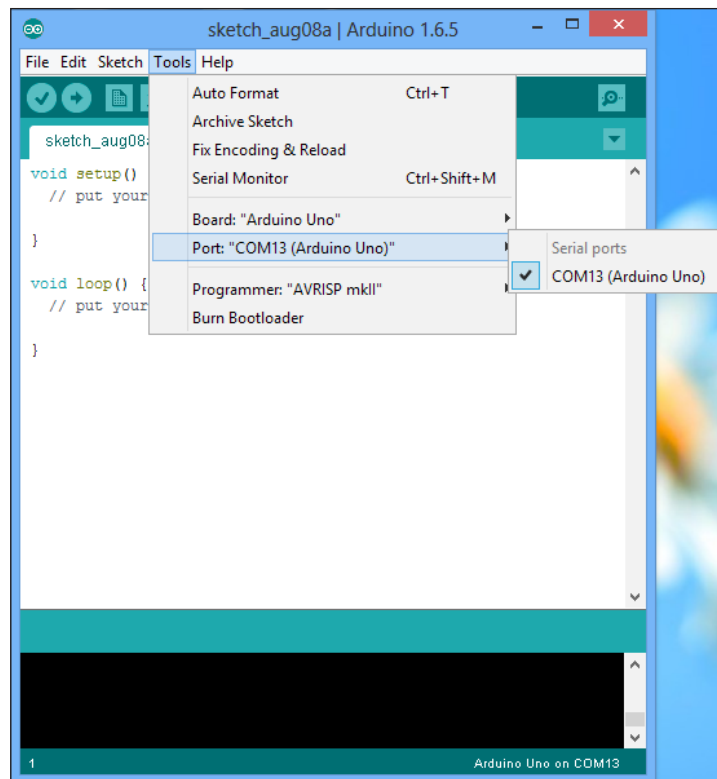 sketch_aug08a | Arduino 1.6.5
File Edit Sketch Tools Help
Auto Format Ctrl+T
Archive Sketch
sketch_aug08
Fix Encoding & Reload
void setup()
Serial Monitor Ctrl+Shift+M
// put your
Board: "Arduino Uno"
}
Port: "COM13 (Arduino Uno)"
Serial ports
COM13 (Arduino Uno)
void loop() {
Programmer: "AVRISP mkII"
// put your
Burn Bootloader
}
1 Arduino Uno on COM13